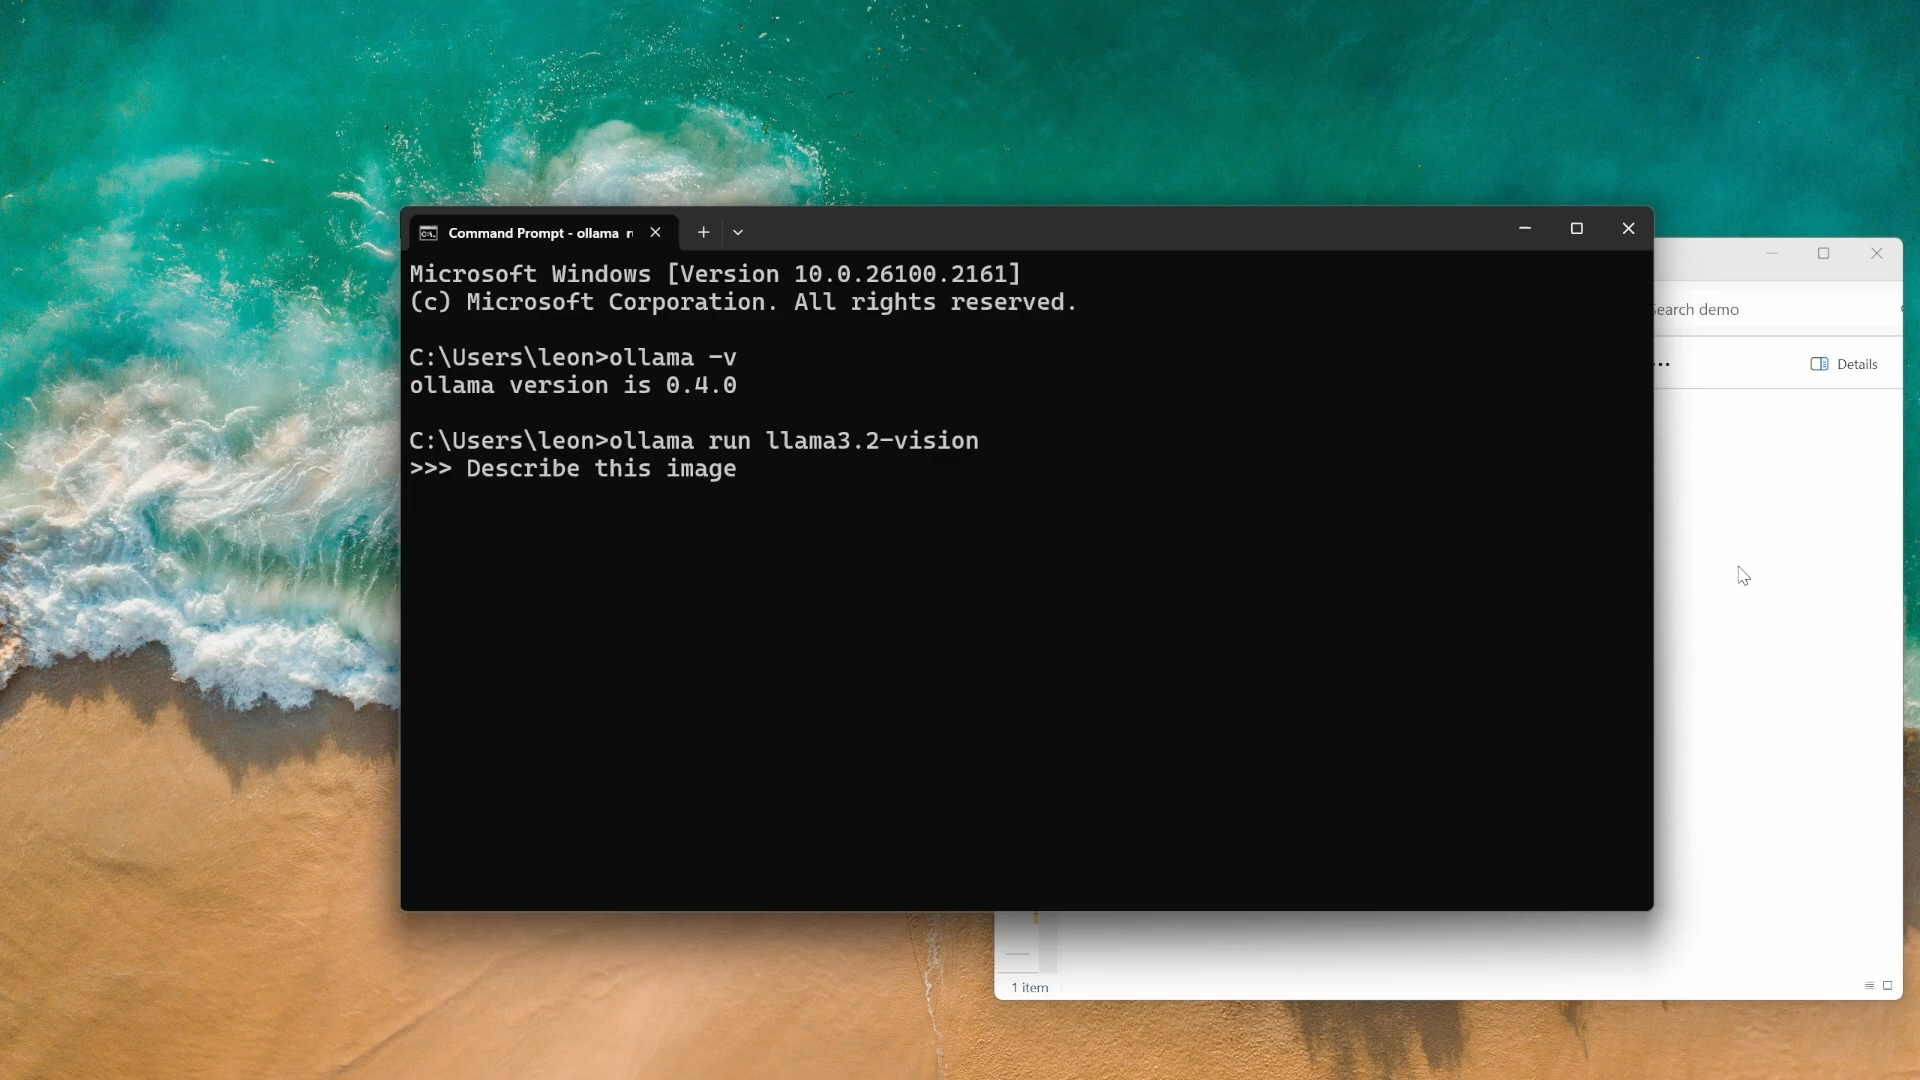 Command Prompt - ollama
Microsoft Windows [Version 10.0.26100.2161]
(c) Microsoft Corporation. All rights reserved.
C:\Users\leon>ollama -v
ollama version is 0.4.0
C:\Users\leon>ollama run llama3.2-vision
>>> Describe this image
Search demo
Details
1 item